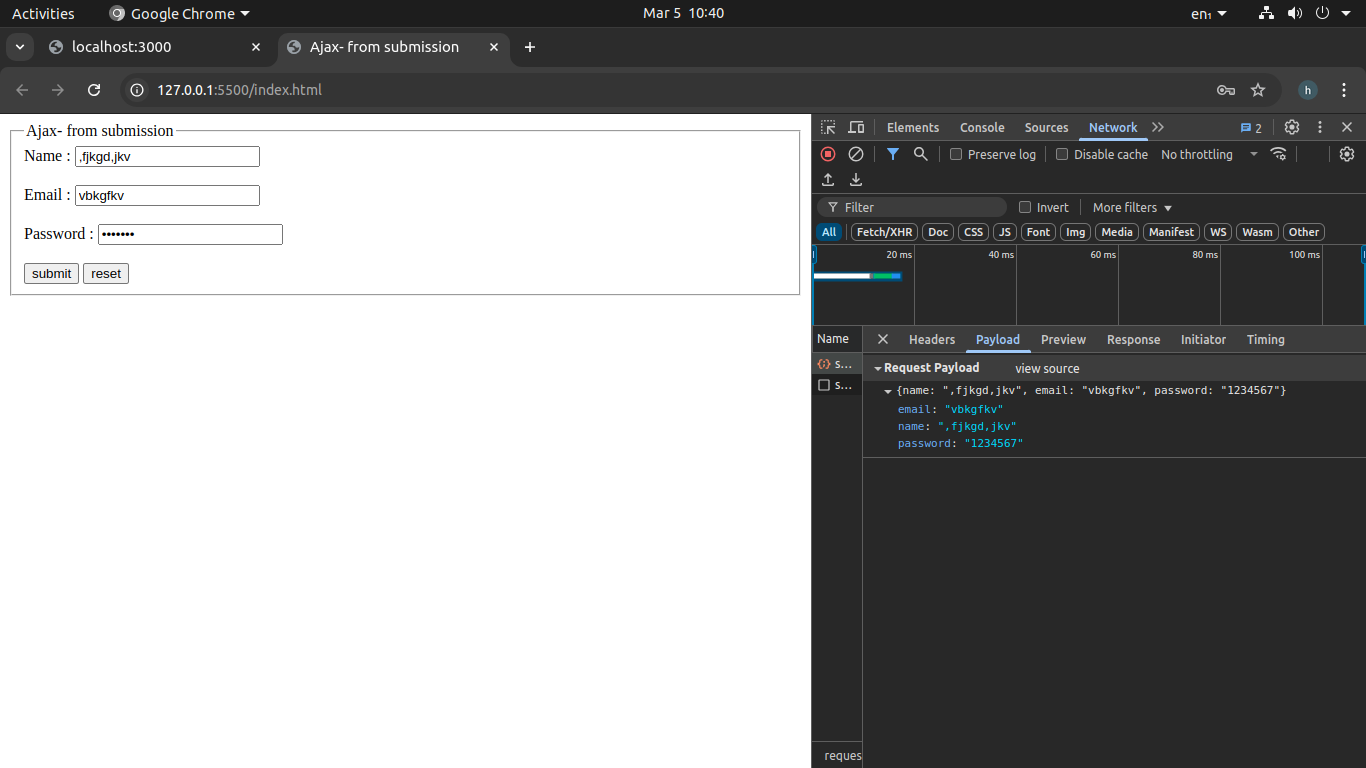 Activities Google Chrome Mar 5 10:40 en₁
localhost:3000 Ajax- from submission
127.0.0.1:5500/index.html h
Ajax- from submission
Name : ,fjkgd,jkv
Email : vbkgfkv
Password : •••••••
submit reset
Elements Console Sources Network 2
Preserve log Disable cache No throttling
Filter Invert More filters
All Fetch/XHR Doc CSS JS Font Img Media Manifest WS Wasm Other
20 ms 40 ms 60 ms 80 ms 100 ms
Name Headers Payload Preview Response Initiator Timing
s...
s...
Request Payload view source
{name: ",fjkgd,jkv", email: "vbkgfkv", password: "1234567"}
email: "vbkgfkv"
name: ",fjkgd,jkv"
password: "1234567"
reques